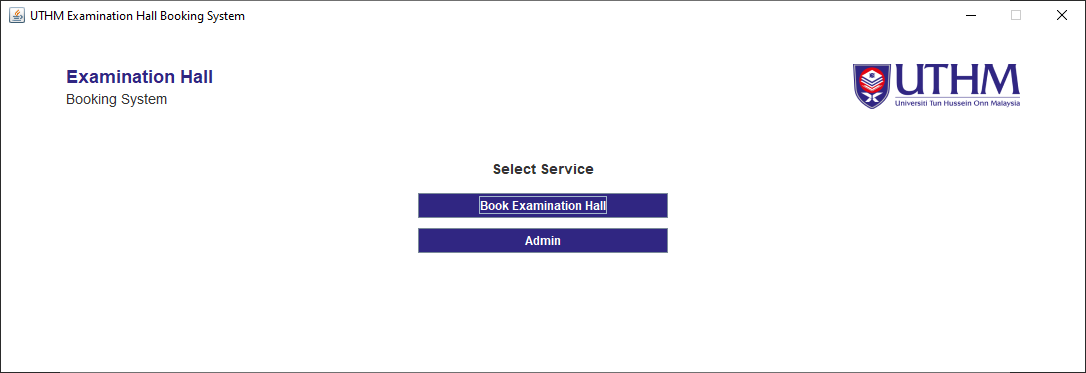 UTHM Examination Hall Booking System
Examination Hall
Booking System
UTHM
Universiti Tun Hussein Onn Malaysia
Select Service
Book Examination Hall
Admin